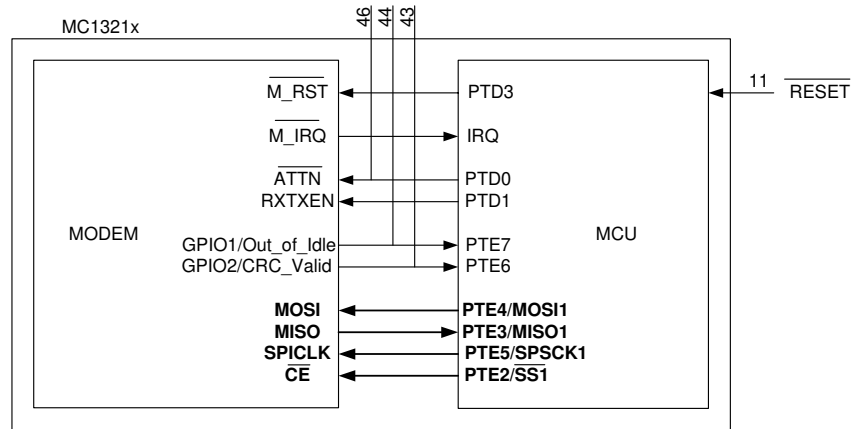 46 44 43
MC1321x
M_RST PTD3 11 RESET
M_IRQ IRQ
ATTN PTD0
RXTXEN PTD1
MODEM MCU
GPIO1/Out_of_Idle PTE7
GPIO2/CRC_Valid PTE6
MOSI PTE4/MOSI1
MISO PTE3/MISO1
SPICLK PTE5/SPSCK1
CE PTE2/SS1